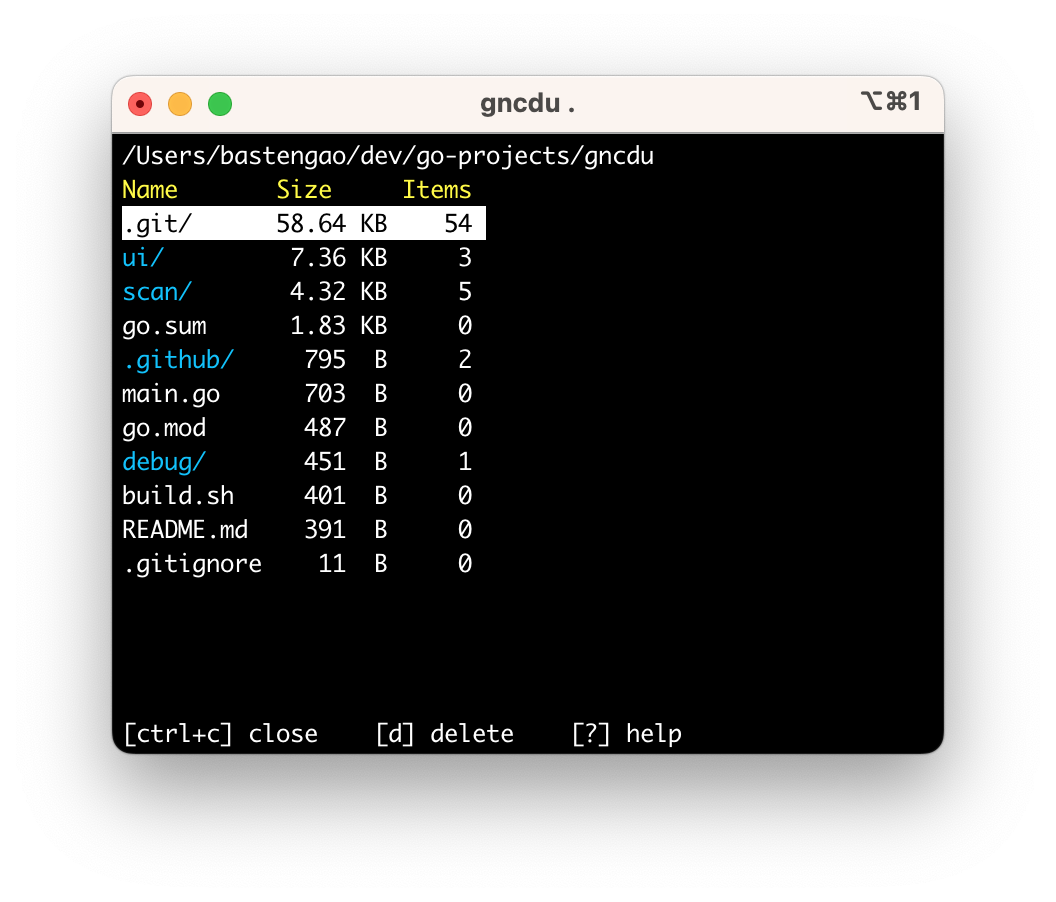 gncdu .
⌥⌘1
/Users/bastengao/dev/go-projects/gncdu
Name Size Items
.git/ 58.64 KB 54
ui/ 7.36 KB 3
scan/ 4.32 KB 5
go.sum 1.83 KB 0
.github/ 795 B 2
main.go 703 B 0
go.mod 487 B 0
debug/ 451 B 1
build.sh 401 B 0
README.md 391 B 0
.gitignore 11 B 0
[ctrl+c] close [d] delete [?] help